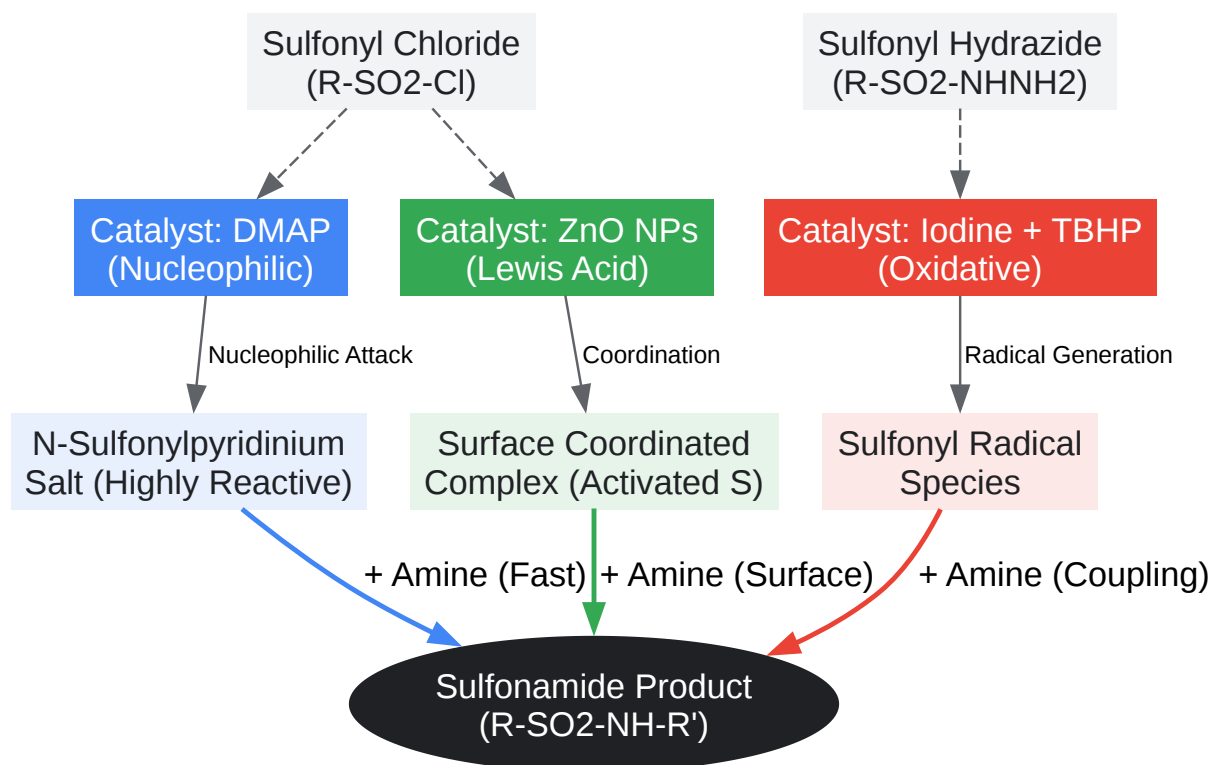 Sulfonyl Chloride
(R-SO2-Cl)
Sulfonyl Hydrazide
(R-SO2-NHNH2)
Catalyst: DMAP
(Nucleophilic)
Catalyst: ZnO NPs
(Lewis Acid)
Catalyst: Iodine + TBHP
(Oxidative)
Nucleophilic Attack
Coordination
Radical Generation
N-Sulfonylpyridinium
Salt (Highly Reactive)
Surface Coordinated
Complex (Activated S)
Sulfonyl Radical
Species
+ Amine (Fast)
+ Amine (Surface)
+ Amine (Coupling)
Sulfonamide Product
(R-SO2-NH-R')